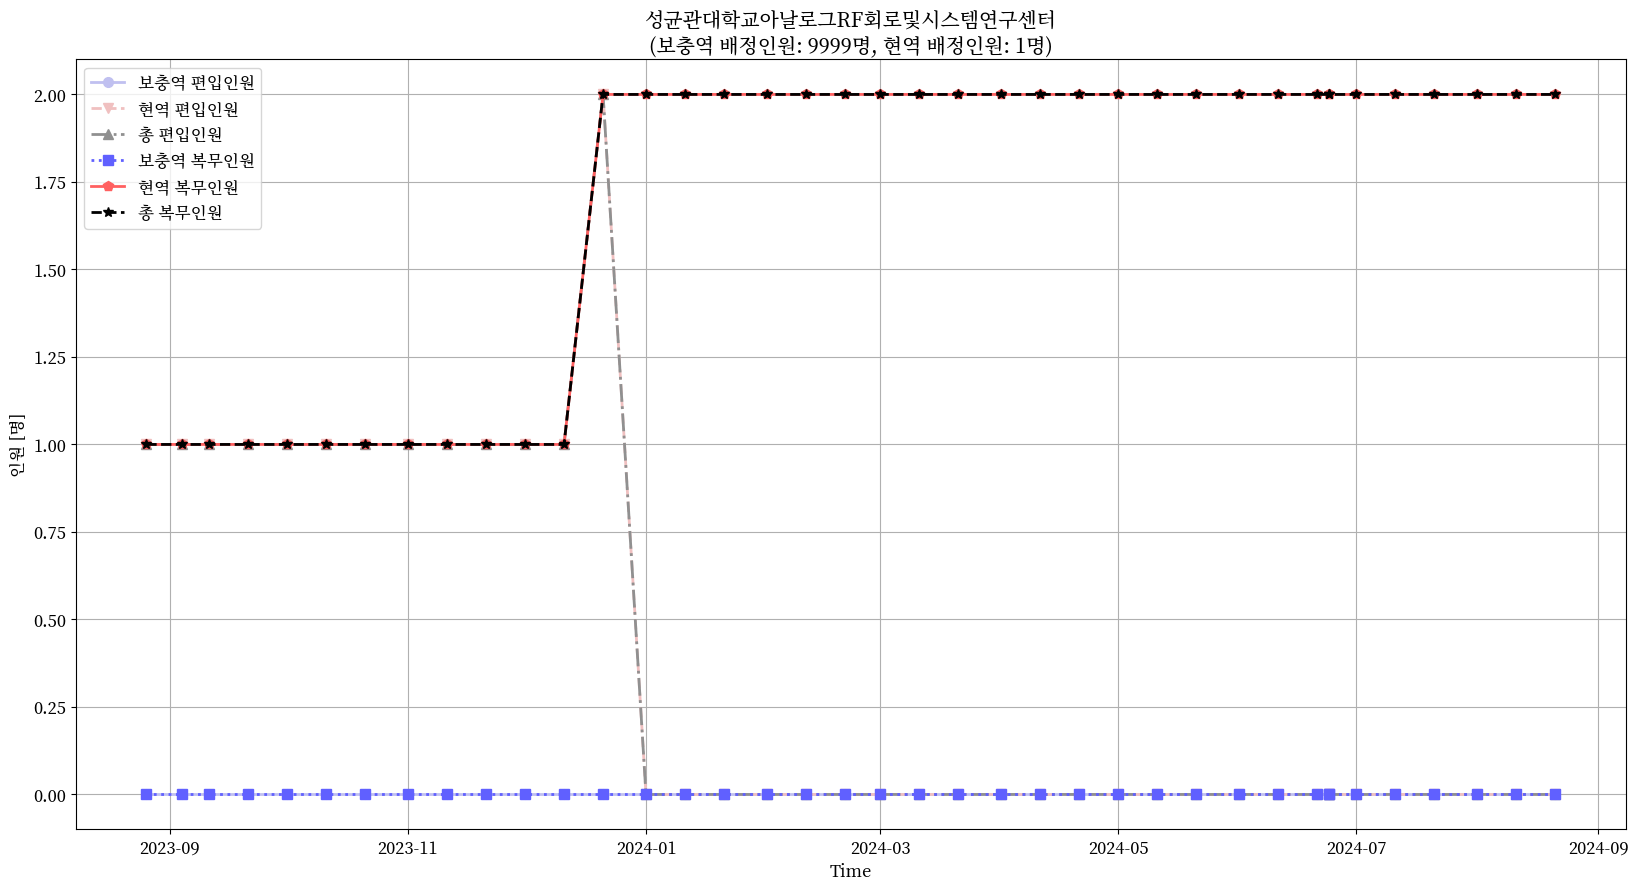 성균관대학교아날로그RF회로및시스템연구센터
(보충역 배정인원: 9999명, 현역 배정인원: 1명)
보충역 편입인원
현역 편입인원
총 편입인원
보충역 복무인원
현역 복무인원
총 복무인원
인원 [명]
2.00
1.75
1.50
1.25
1.00
0.75
0.50
0.25
0.00
2023-09
2023-11
2024-01
2024-03
2024-05
2024-07
2024-09
Time